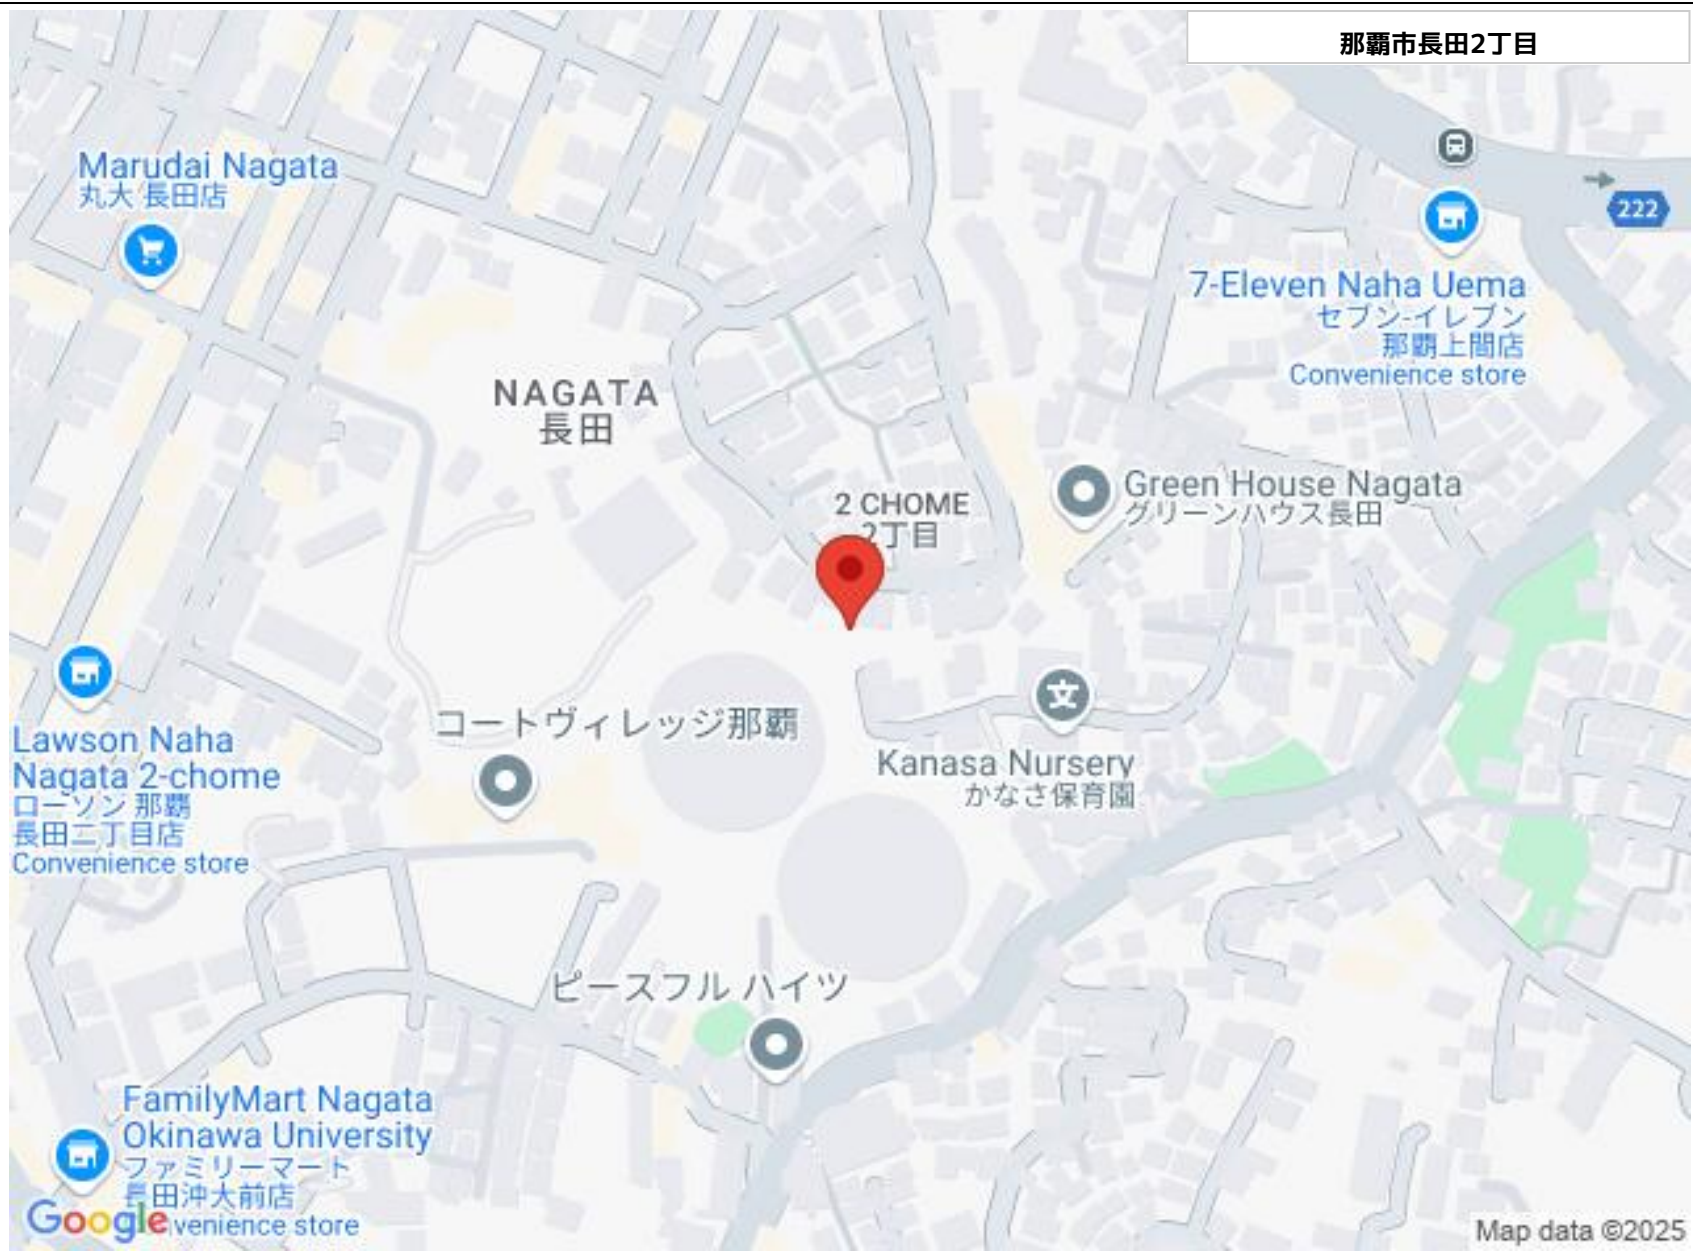 那覇市長田2丁目
Marudai Nagata
丸大 長田店
222
7-Eleven Naha Uema
セブン-イレブン
那覇上間店
Convenience store
NAGATA
長田
Green House Nagata
グリーンハウス長田
2 CHOME
2丁目
文
コートヴィレッジ那覇
Kanasa Nursery
かなさ保育園
Lawson Naha
Nagata 2-chome
ローソン 那覇
長田二丁目店
Convenience store
ピースフル ハイツ
FamilyMart Nagata
Okinawa University
ファミリーマート
長田沖大前店
venience store
Google
Map data ©2025